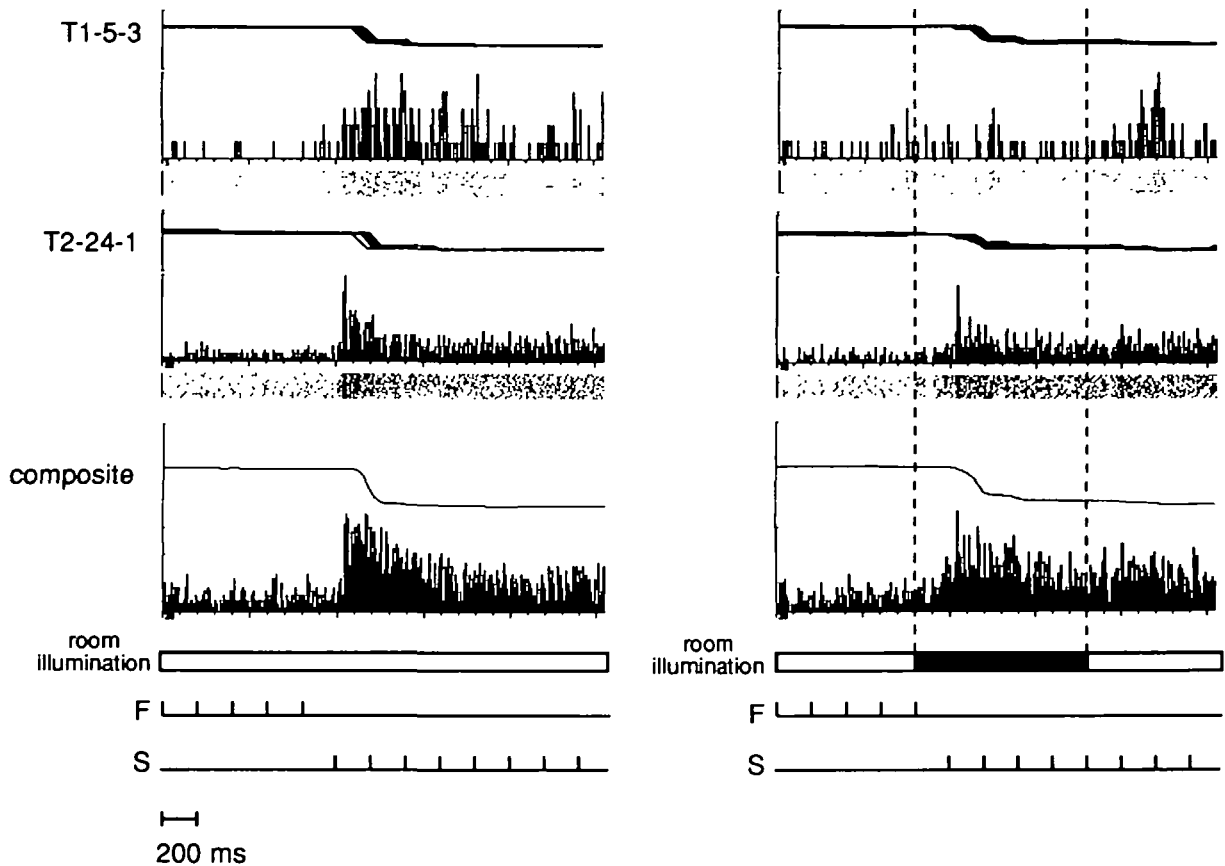 T1-5-3
T2-24-1
composite
room
illumination
room
illumination
F
F
S
S
200 ms